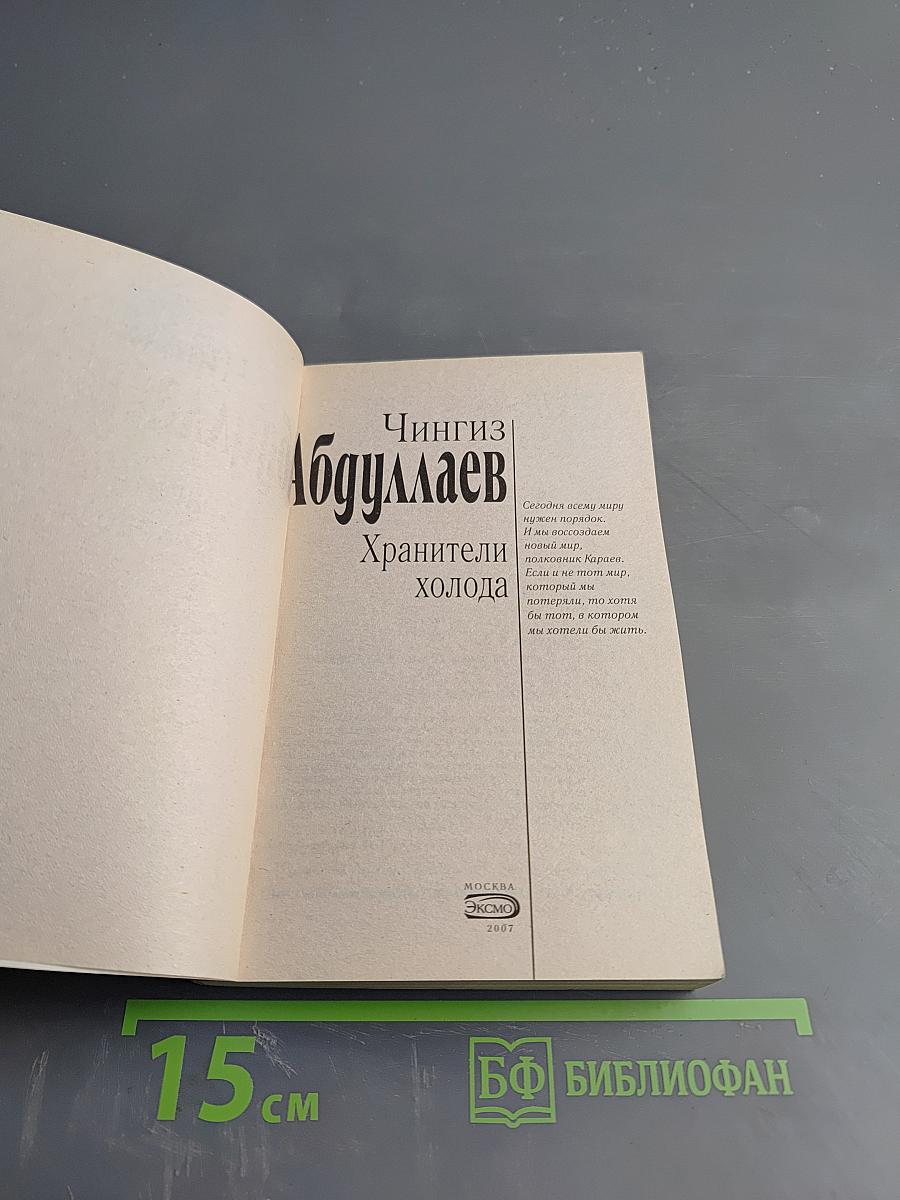 Чингиз
Абдуллаев
Хранители
холода
Сегодня всему миру
нужен порядок.
И мы воссоздаем
новый мир,
полковник Караев.
Если и не тот мир,
который мы
потеряли, то хотя
бы тот, в котором
мы хотели бы жить.
МОСКВА
ЭКСМО
2007
15 см
БФ БИБЛИОФАН